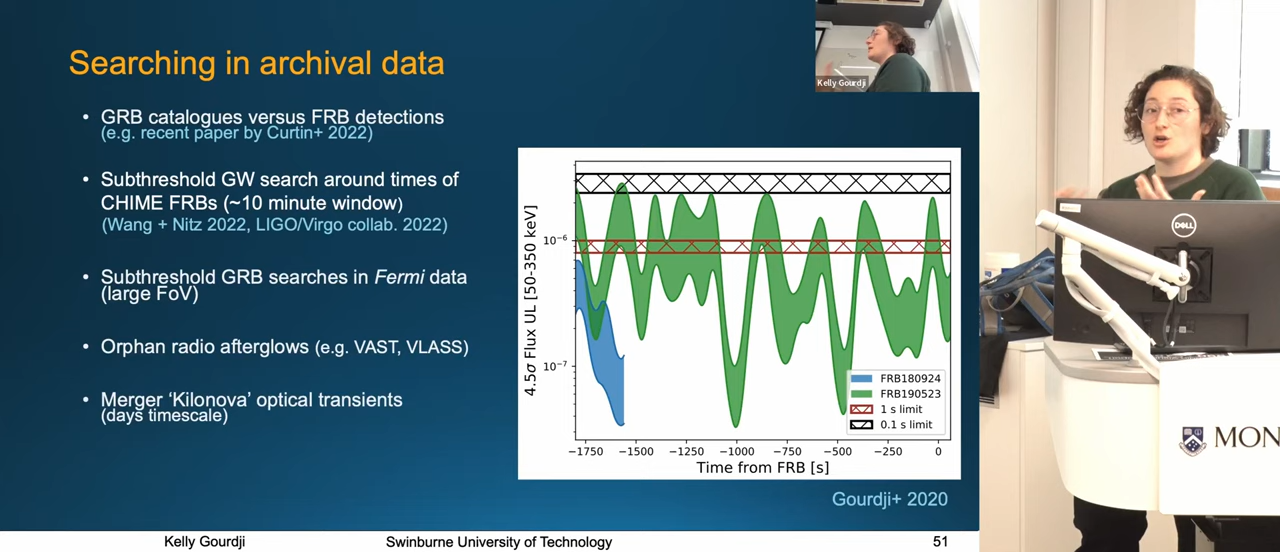 Searching in archival data
Kelly Gourdji
• GRB catalogues versus FRB detections
(e.g. recent paper by Curtin+ 2022)
• Subthreshold GW search around times of
CHIME FRBs (~10 minute window)
(Wang + Nitz 2022, LIGO/Virgo collab. 2022)
• Subthreshold GRB searches in Fermi data
(large FoV)
• Orphan radio afterglows (e.g. VAST, VLASS)
• Merger ‘Kilonova’ optical transients
(days timescale)
4.5σ Flux UL [50-350 keV]
10⁻⁶
10⁻⁷
FRB180924
FRB190523
1 s limit
0.1 s limit
−1750 −1500 −1250 −1000 −750 −500 −250 0
Time from FRB [s]
Gourdji+ 2020
Kelly Gourdji Swinburne University of Technology 51
DELL
MON